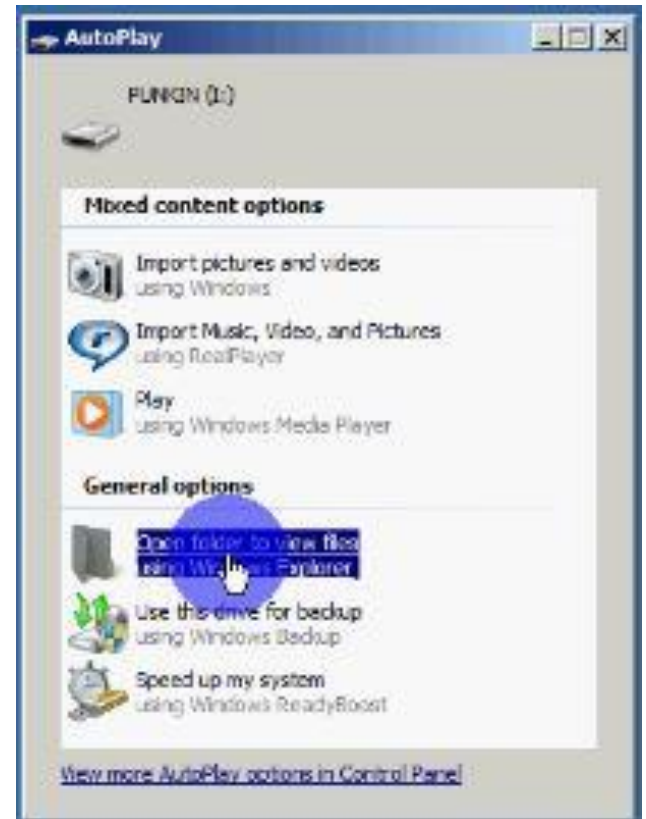 AutoPlay
PUNKIN (I:)
Mixed content options
Import pictures and videos
using Windows
Import Music, Video, and Pictures
using RealPlayer
Play
using Windows Media Player
General options
Open folder to view files
using Windows Explorer
Use this drive for backup
using Windows Backup
Speed up my system
using Windows ReadyBoost
View more AutoPlay options in Control Panel